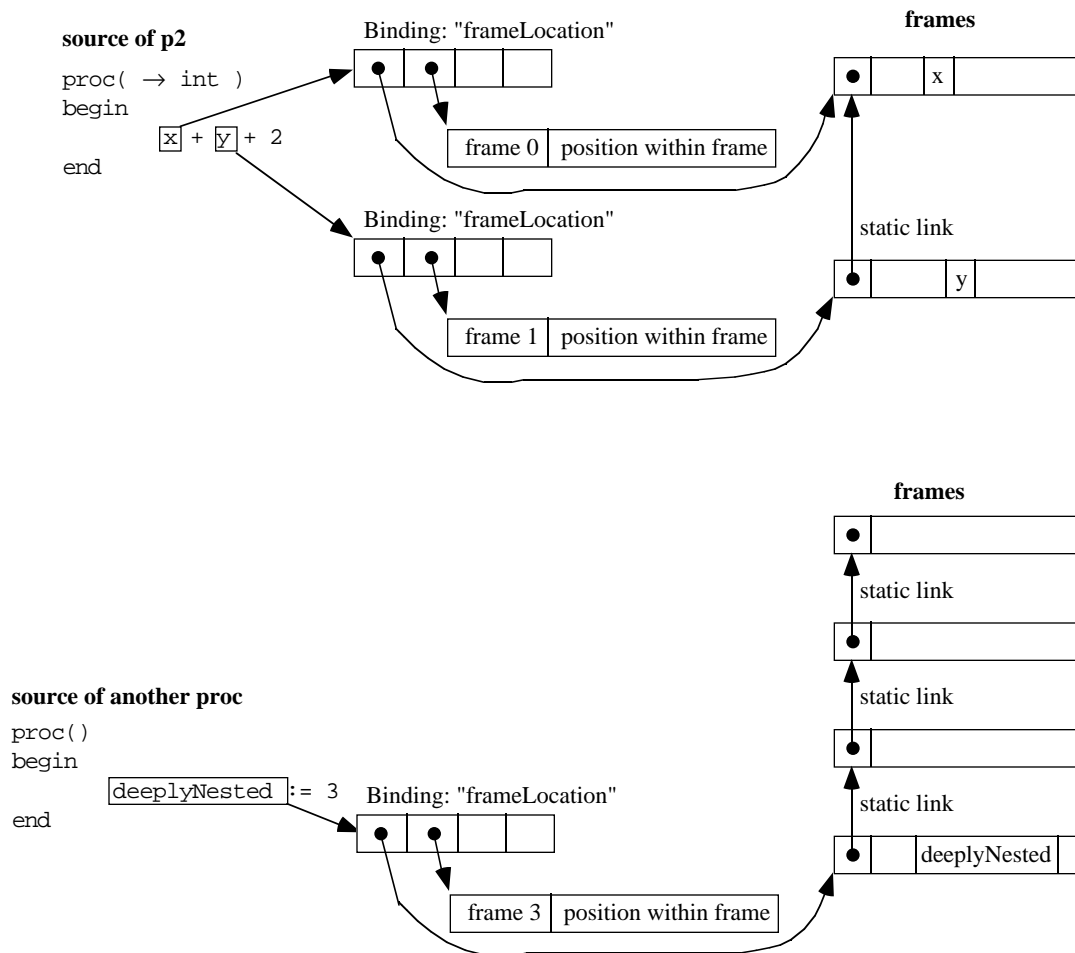 frames
source of p2
Binding: "frameLocation"
proc( → int )
begin
x + y + 2
end
x
frame 0 position within frame
Binding: "frameLocation"
static link
y
frame 1 position within frame
frames
static link
static link
source of another proc
proc()
begin
deeplyNested := 3
end
Binding: "frameLocation"
static link
deeplyNested
frame 3 position within frame